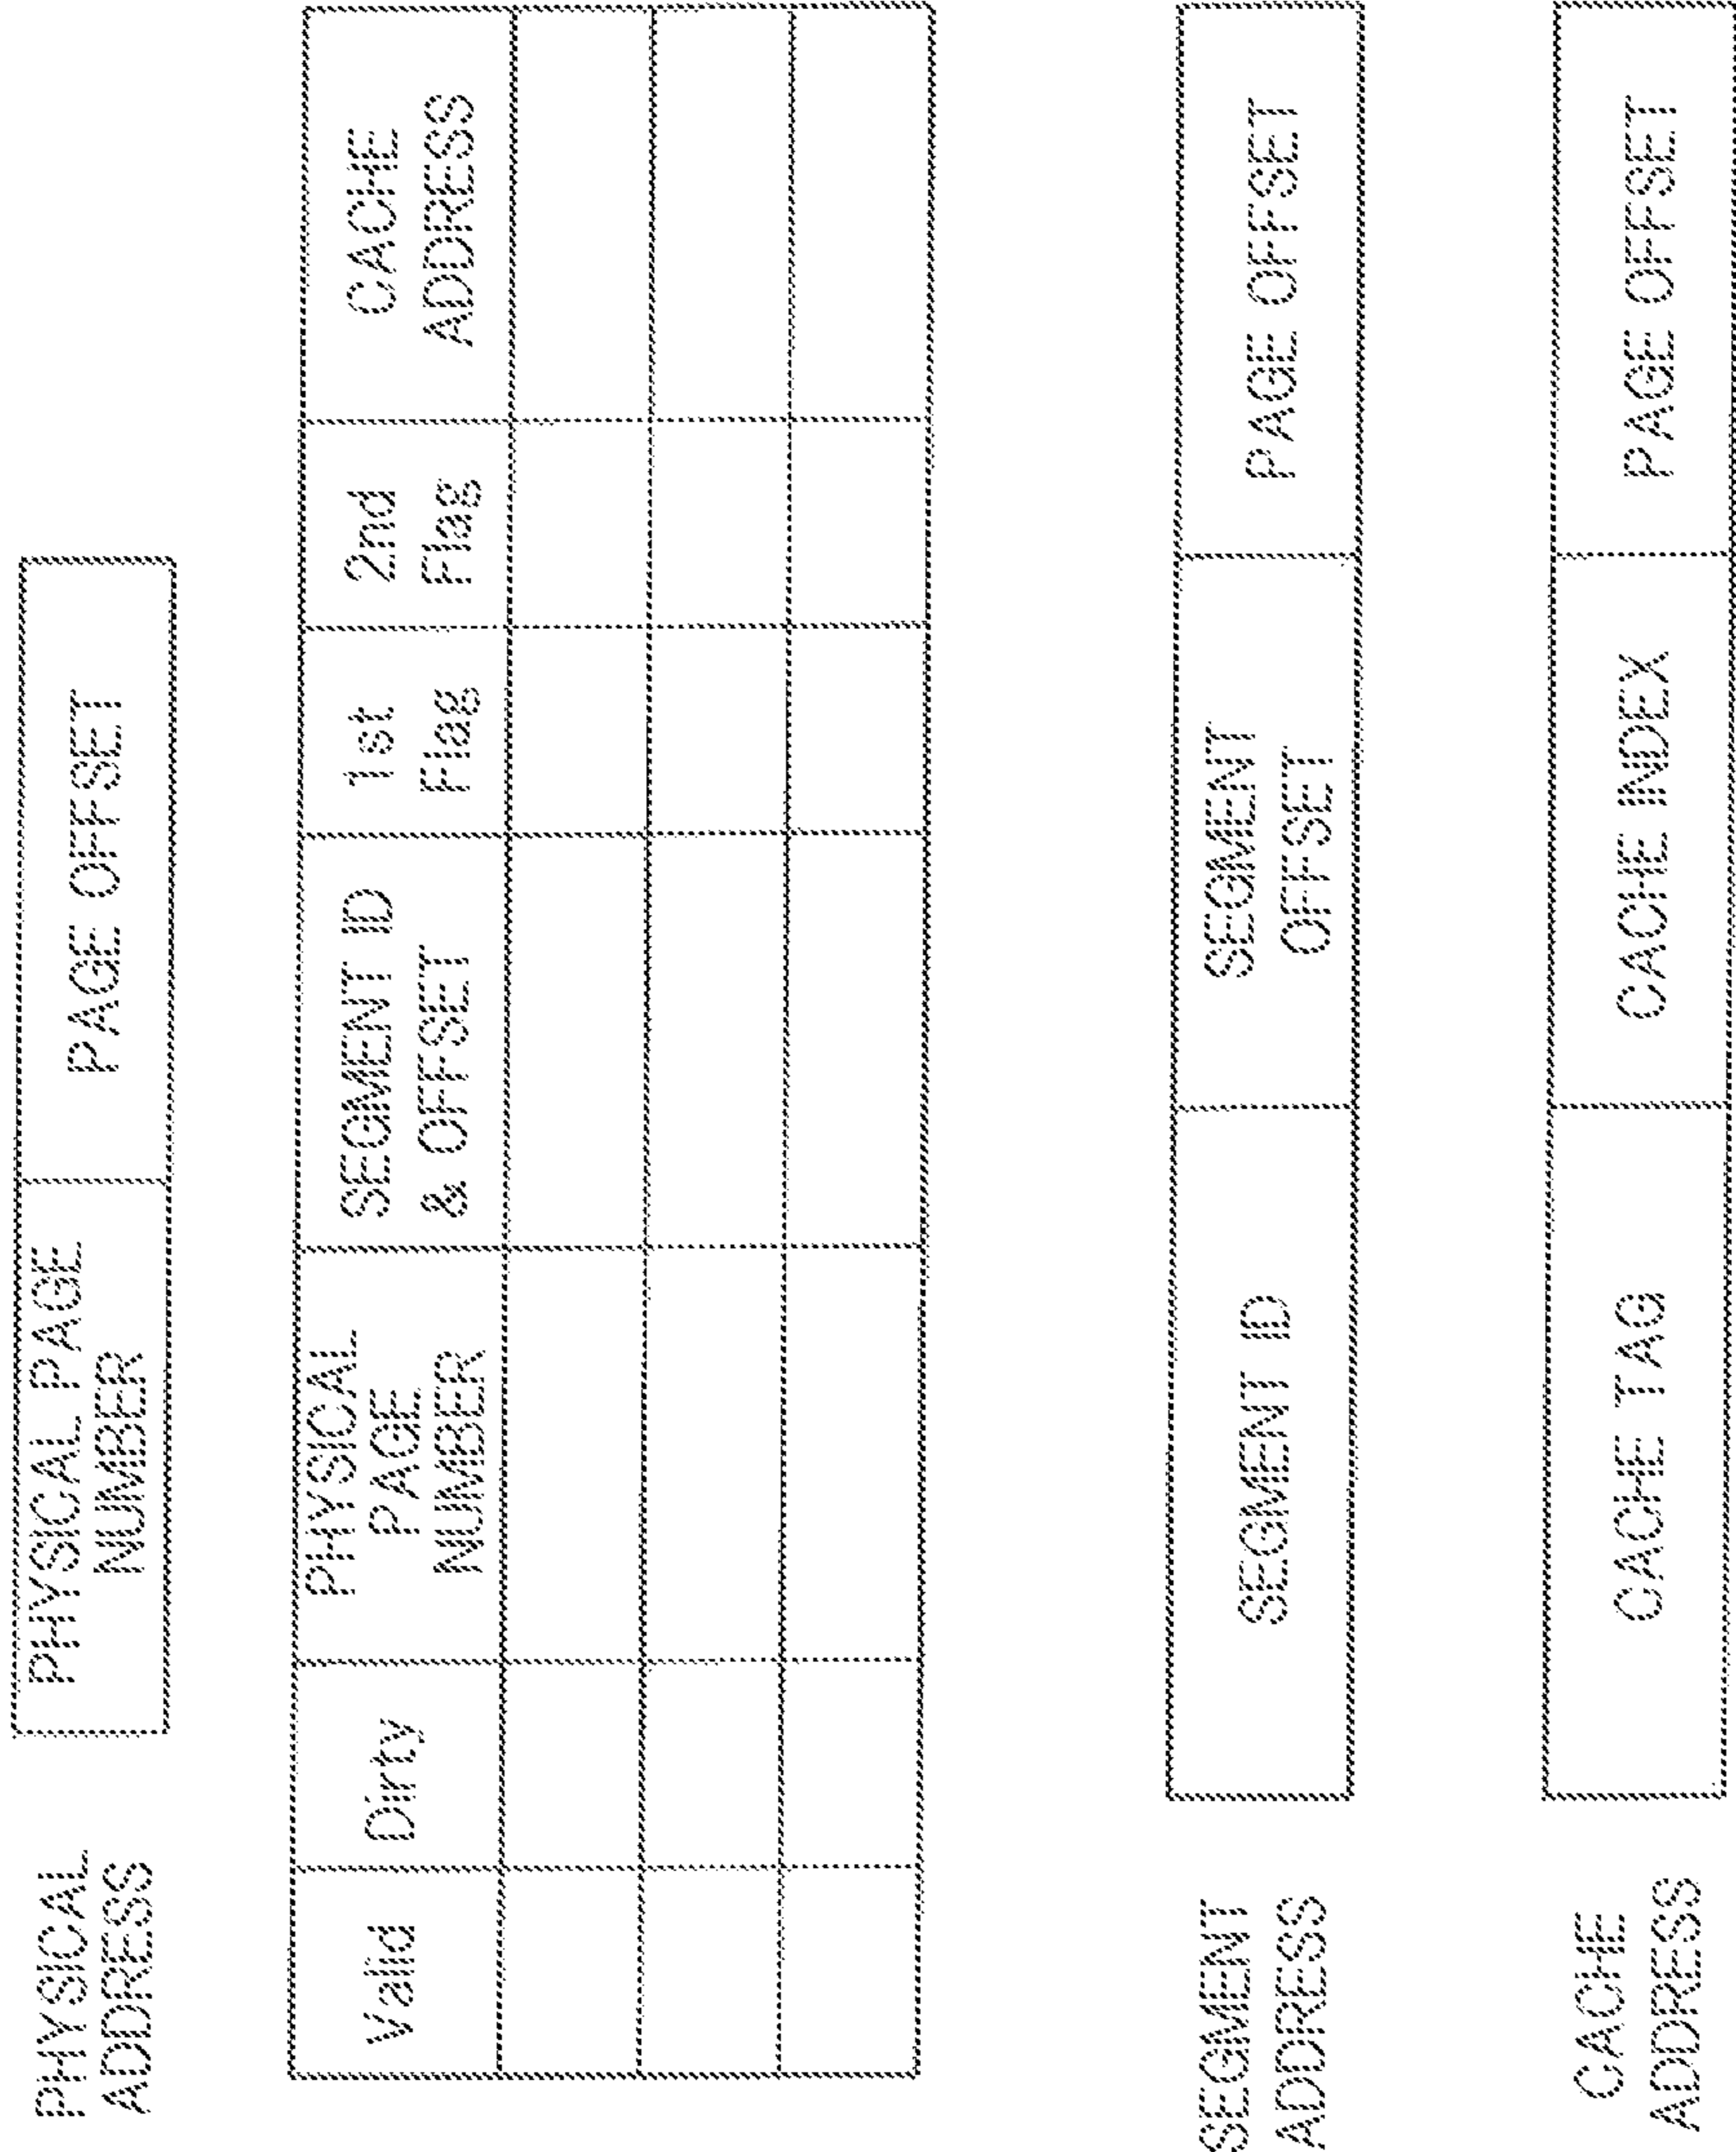 PHYSICAL
ADDRESS
PHYSICAL PAGE
NUMBER
PAGE OFFSET
Valid
Dirty
PHYSICAL
PAGE
NUMBER
SEGMENT ID
& OFFSET
1st
Flag
2nd
Flag
CACHE
ADDRESS
SEGMENT
ADDRESS
SEGMENT ID
SEGMENT
OFFSET
PAGE OFFSET
CACHE
ADDRESS
CACHE TAG
CACHE INDEX
PAGE OFFSET